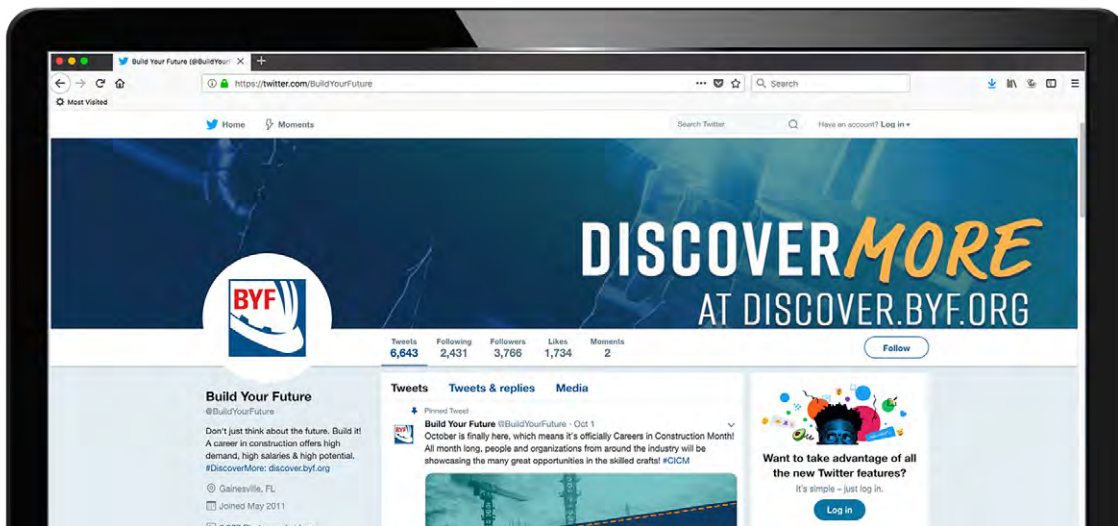 Build Your Future (@BuildYour
https://twitter.com/BuildYourFuture
Search
Most Visited
Home
Moments
Search Twitter
Have an account? Log in
DISCOVERMORE
AT DISCOVER.BYF.ORG
BYF
Tweets
Following
Followers
Likes
Moments
6,643
2,431
3,766
1,734
2
Follow
Build Your Future
@BuildYourFuture
Don't just think about the future. Build it!
A career in construction offers high
demand, high salaries & high potential.
#DiscoverMore: discover.byf.org
Gainesville, FL
Joined May 2011
Tweets
Tweets & replies
Media
Pinned Tweet
BYF
Build Your Future @BuildYourFuture · Oct 1
October is finally here, which means it's officially Careers in Construction Month!
All month long, people and organizations from around the industry will be
showcasing the many great opportunities in the skilled crafts! #CICM
Want to take advantage of all
the new Twitter features?
It's simple – just log in.
Log in